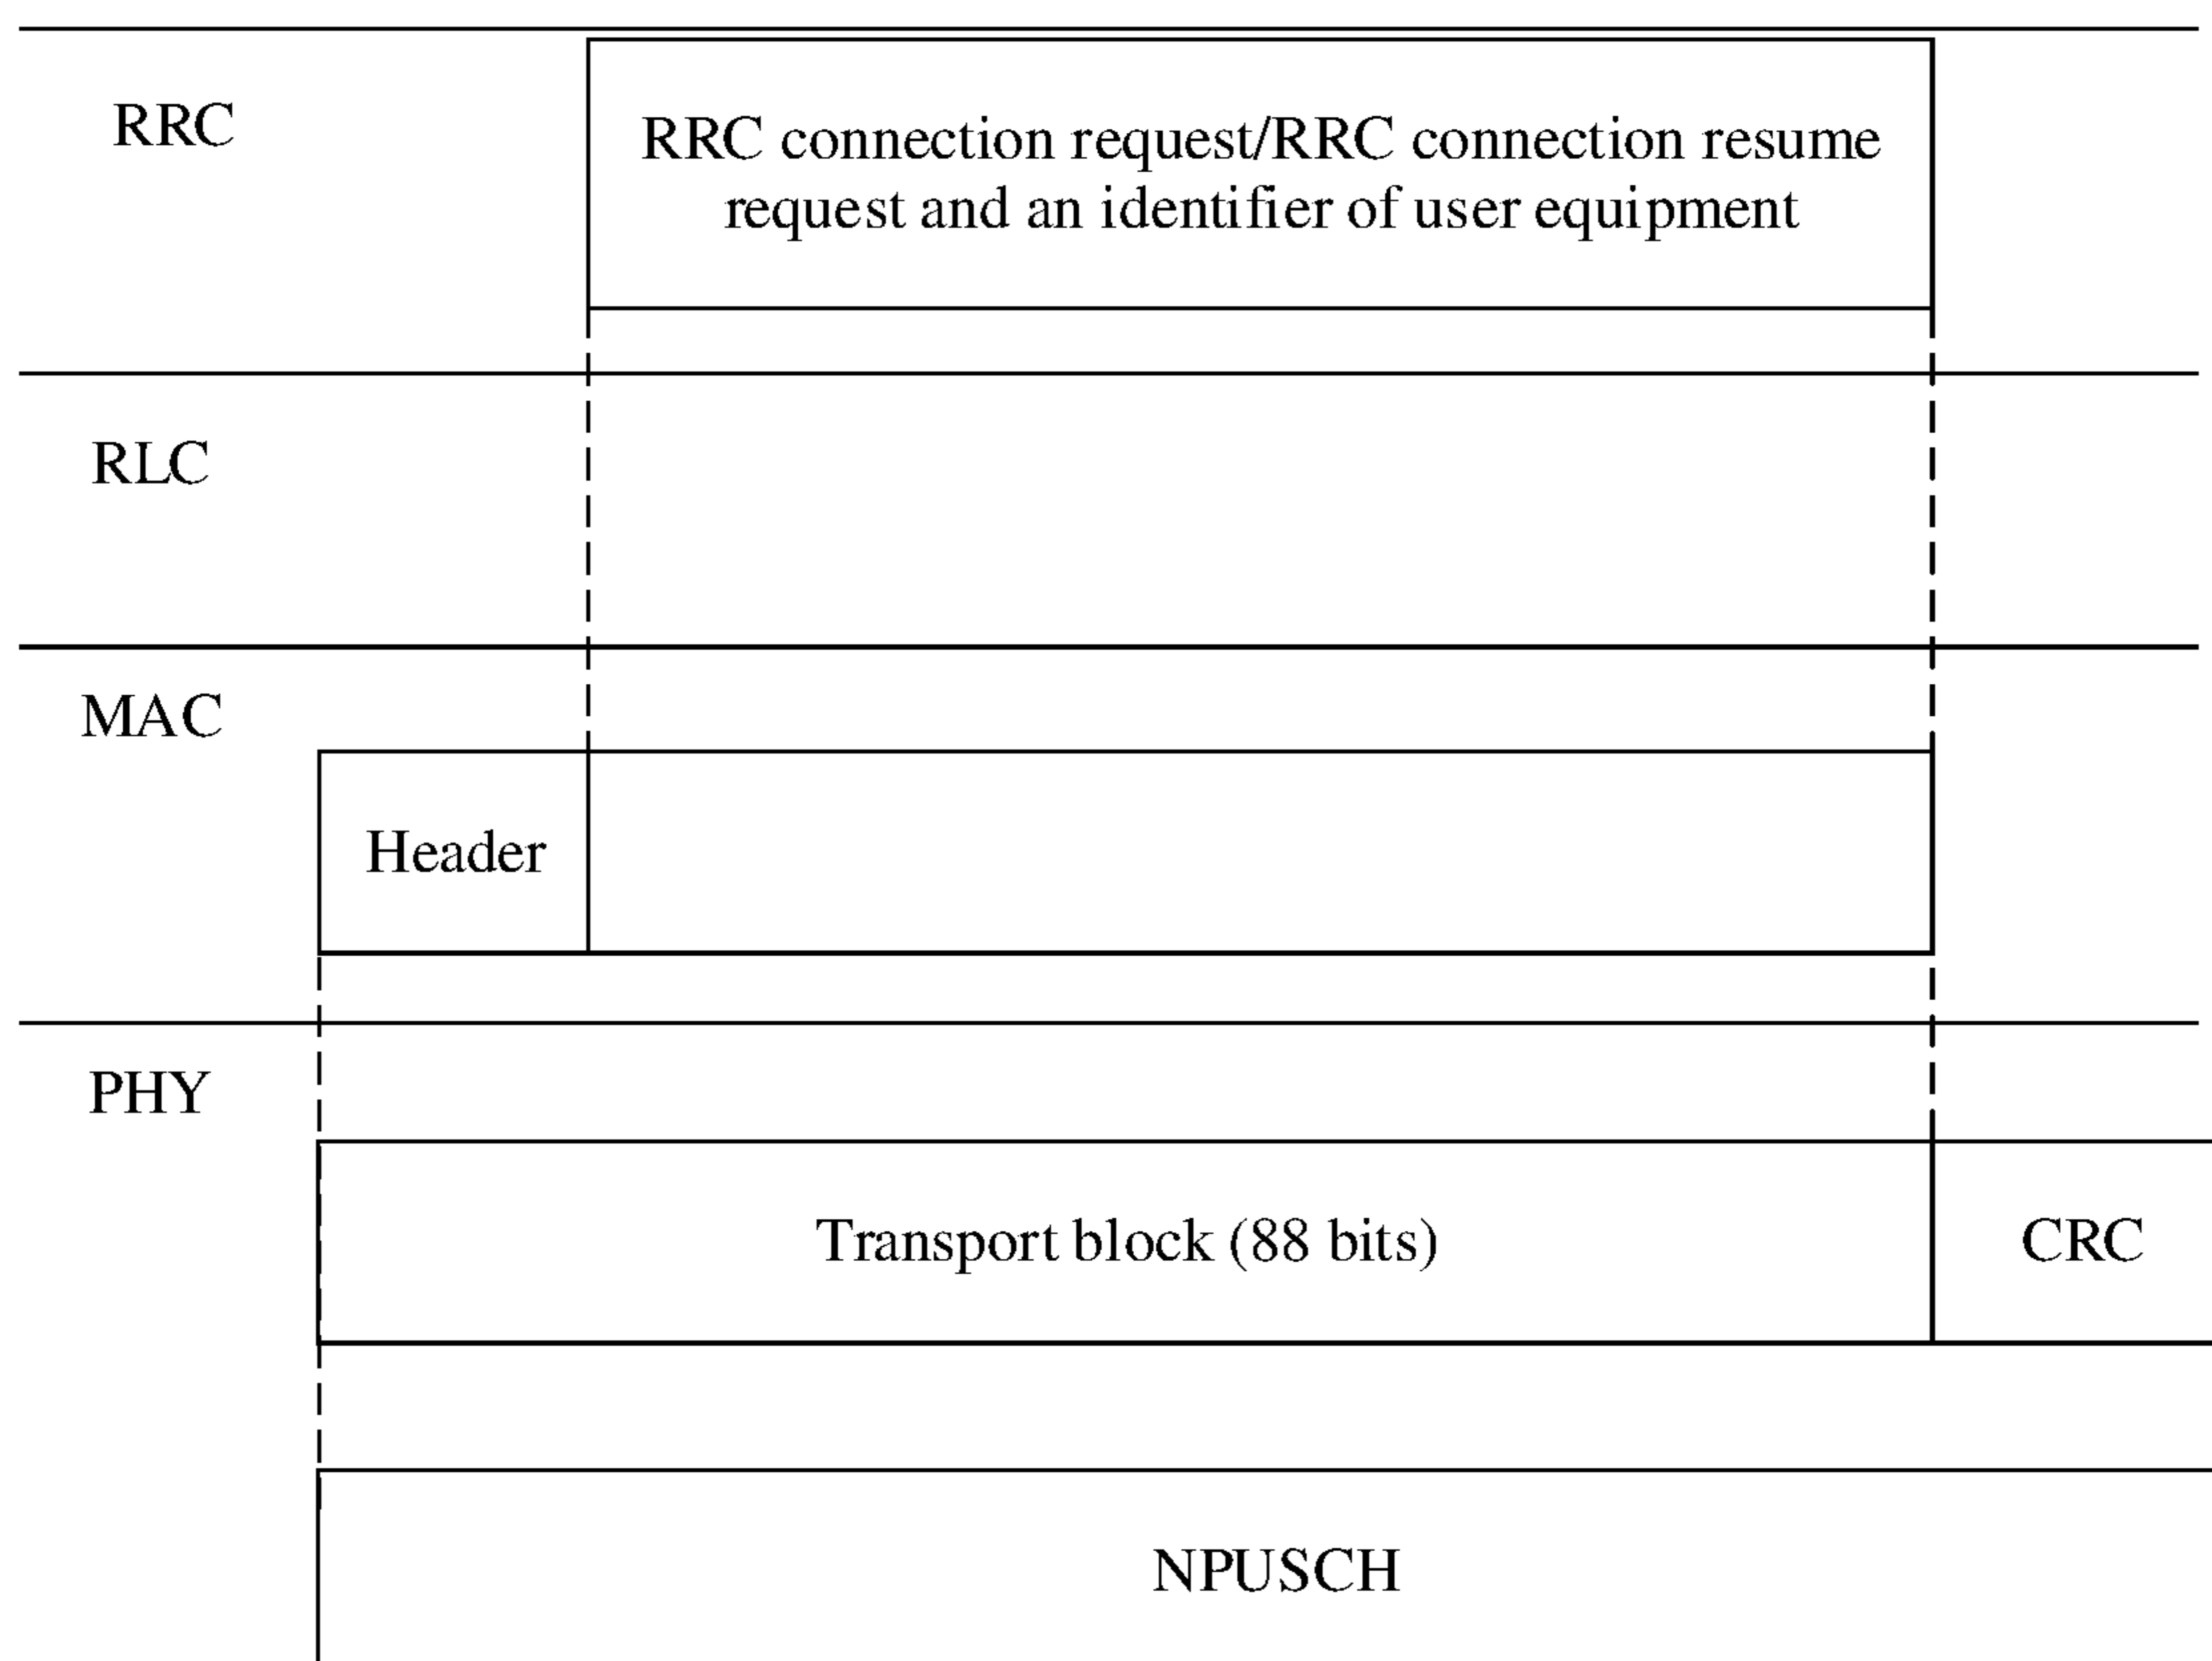 RRC
RRC connection request/RRC connection resume
request and an identifier of user equipment
RLC
MAC
Header
PHY
Transport block (88 bits)
CRC
NPUSCH